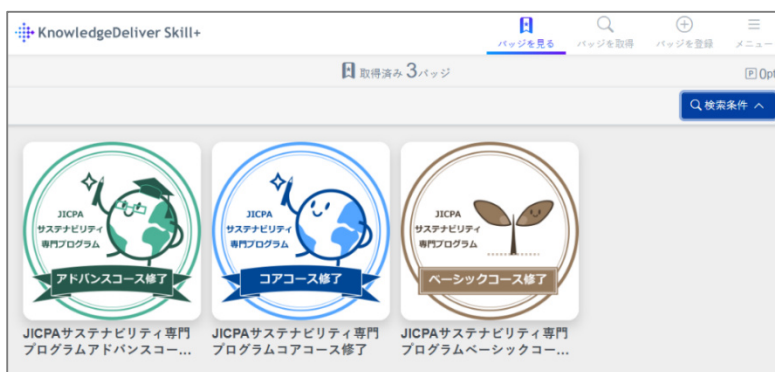 KnowledgeDeliver Skill+
バッジを見る
バッジを取得
バッジを登録
メニュー
取得済み 3バッジ
P 0pt
検索条件
JICPA
サステナビリティ
専門プログラム
アドバンスコース修了
JICPA
サステナビリティ
専門プログラム
コアコース修了
JICPA
サステナビリティ
専門プログラム
ベーシックコース修了
JICPAサステナビリティ専門
プログラムアドバンスコー...
JICPAサステナビリティ専門
プログラムコアコース修了
JICPAサステナビリティ専門
プログラムベーシックコー...